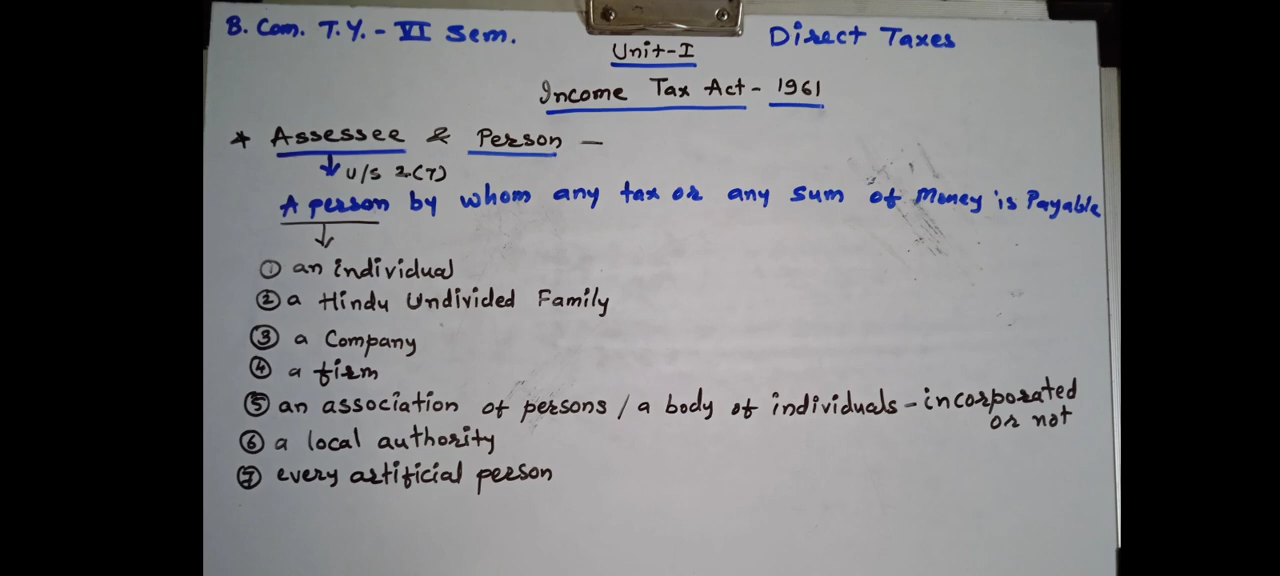 B. Com. T.Y. - VI Sem.
Direct Taxes
Unit-I
Income Tax Act - 1961
* Assessee & Person -
↓ U/S 2(7)
A person by whom any tax or any sum of Money is Payable
↓
① an individual
② a Hindu Undivided Family
③ a Company
④ a firm
⑤ an association of persons / a body of individuals - incorporated
or not
⑥ a local authority
⑦ every artificial person